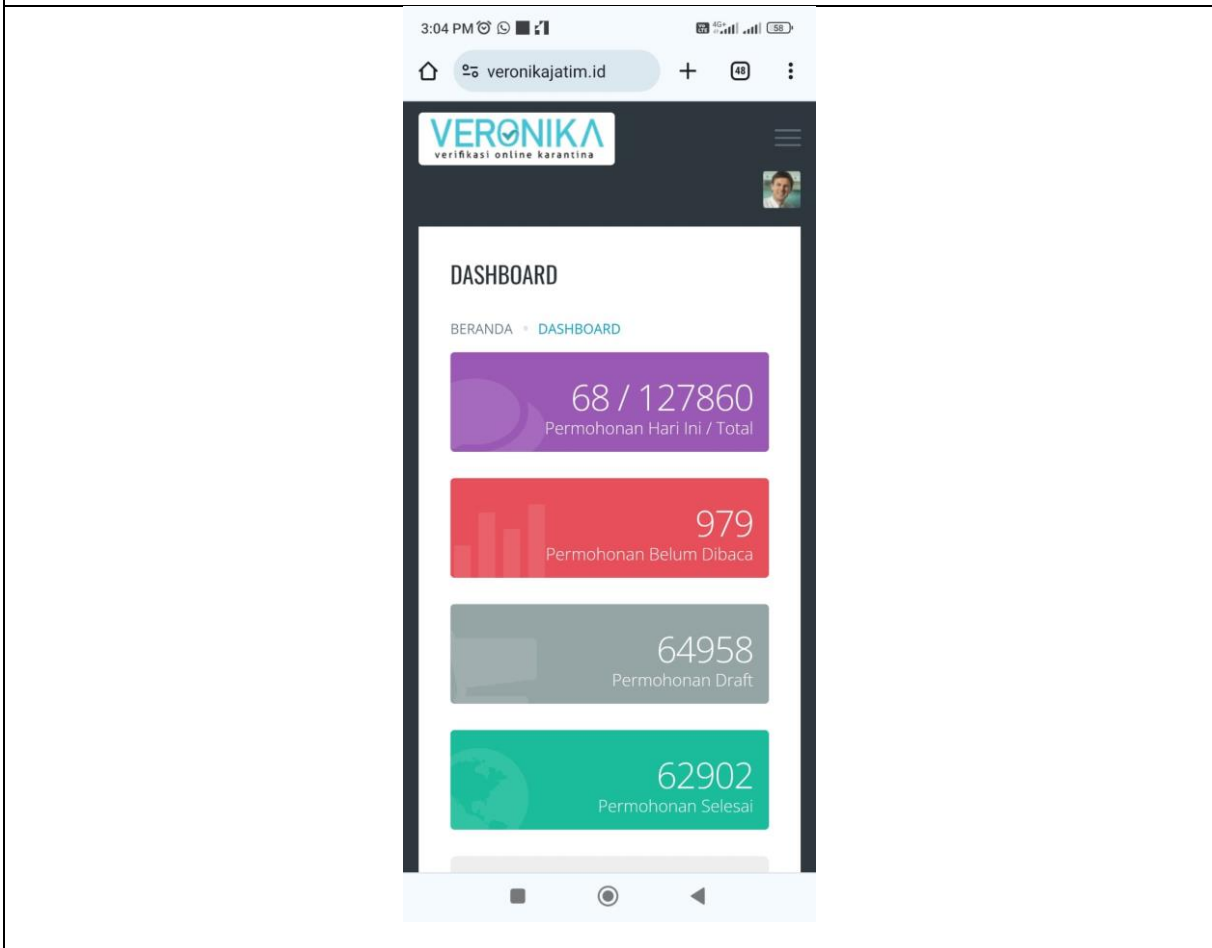 3:04 PM
4G+
58
veronikajatim.id
48
VERONIKA
verifikasi online karantina
DASHBOARD
BERANDA • DASHBOARD
68 / 127860
Permohonan Hari Ini / Total
979
Permohonan Belum Dibaca
64958
Permohonan Draft
62902
Permohonan Selesai